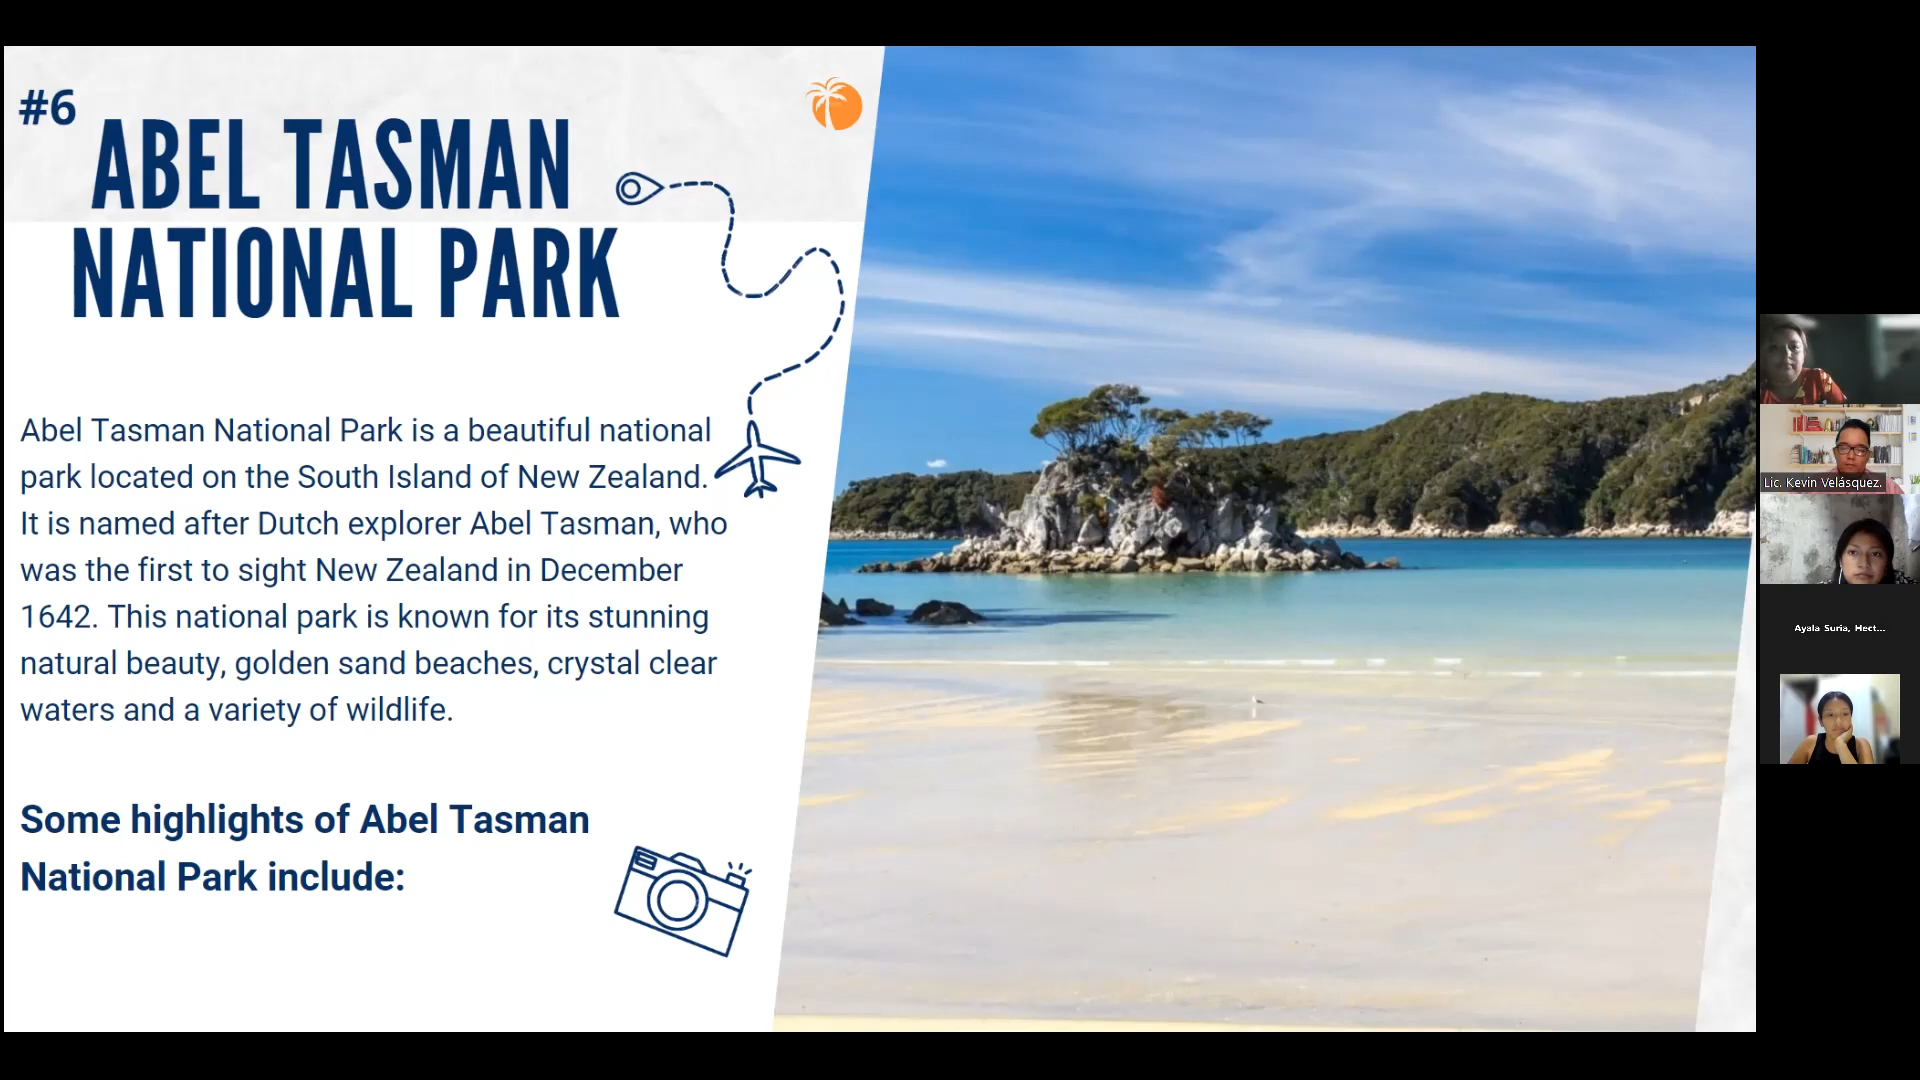 #6
ABEL TASMAN
NATIONAL PARK
Abel Tasman National Park is a beautiful national
park located on the South Island of New Zealand.
It is named after Dutch explorer Abel Tasman, who
was the first to sight New Zealand in December
1642. This national park is known for its stunning
natural beauty, golden sand beaches, crystal clear
waters and a variety of wildlife.
Some highlights of Abel Tasman
National Park include:
Lic. Kevin Velásquez.
Ayala Suria, Hect...